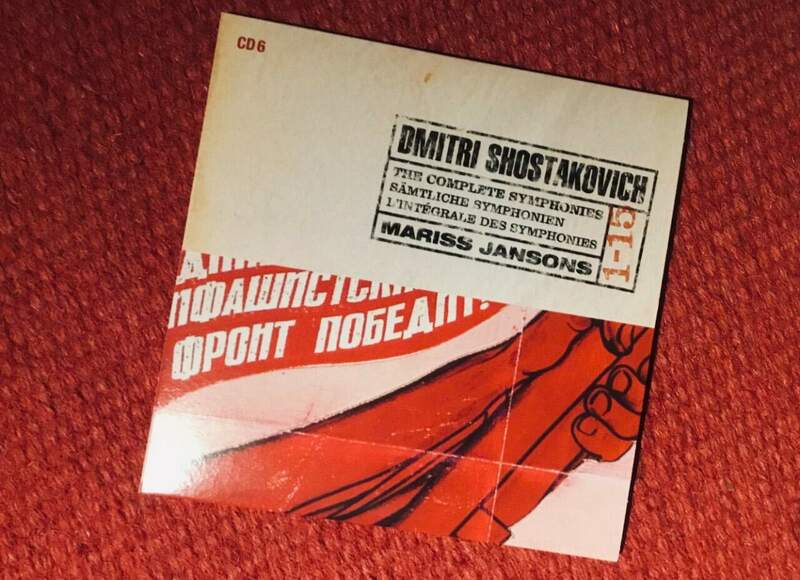 CD 6
DMITRI SHOSTAKOVICH
THE COMPLETE SYMPHONIES
SÄMTLICHE SYMPHONIEN
L'INTÉGRALE DES SYMPHONIES
1-15
MARISS JANSONS
ФРОНТ ПОБЕДИТ!